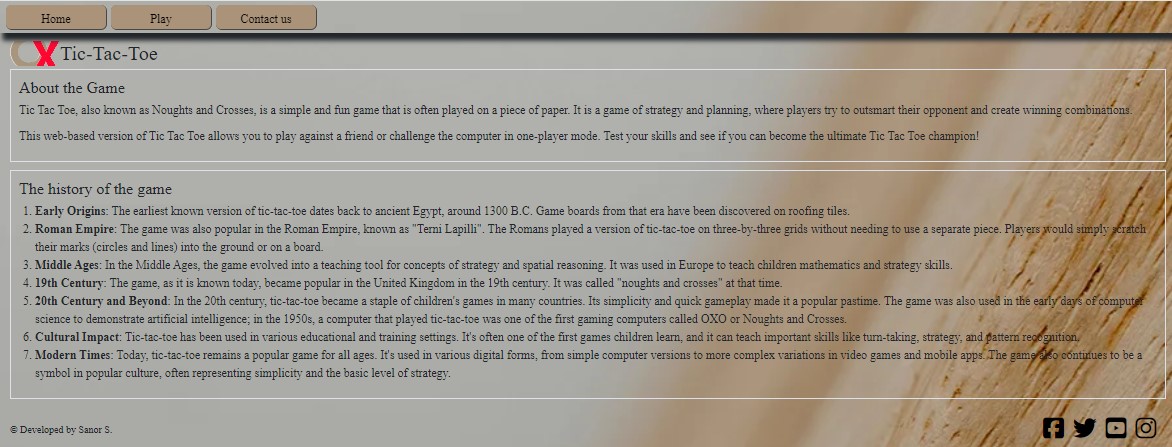 Home Play Contact us
OX Tic-Tac-Toe
About the Game
Tic Tac Toe, also known as Noughts and Crosses, is a simple and fun game that is often played on a piece of paper. It is a game of strategy and planning, where players try to outsmart their opponent and create winning combinations.
This web-based version of Tic Tac Toe allows you to play against a friend or challenge the computer in one-player mode. Test your skills and see if you can become the ultimate Tic Tac Toe champion!
The history of the game
1. Early Origins: The earliest known version of tic-tac-toe dates back to ancient Egypt, around 1300 B.C. Game boards from that era have been discovered on roofing tiles.
2. Roman Empire: The game was also popular in the Roman Empire, known as "Terni Lapilli". The Romans played a version of tic-tac-toe on three-by-three grids without needing to use a separate piece. Players would simply scratch
their marks (circles and lines) into the ground or on a board.
3. Middle Ages: In the Middle Ages, the game evolved into a teaching tool for concepts of strategy and spatial reasoning. It was used in Europe to teach children mathematics and strategy skills.
4. 19th Century: The game, as it is known today, became popular in the United Kingdom in the 19th century. It was called "noughts and crosses" at that time.
5. 20th Century and Beyond: In the 20th century, tic-tac-toe became a staple of children's games in many countries. Its simplicity and quick gameplay made it a popular pastime. The game was also used in the early days of computer
science to demonstrate artificial intelligence; in the 1950s, a computer that played tic-tac-toe was one of the first gaming computers called OXO or Noughts and Crosses.
6. Cultural Impact: Tic-tac-toe has been used in various educational and training settings. It's often one of the first games children learn, and it can teach important skills like turn-taking, strategy, and pattern recognition.
7. Modern Times: Today, tic-tac-toe remains a popular game for all ages. It's used in various digital forms, from simple computer versions to more complex variations in video games and mobile apps. The game also continues to be a
symbol in popular culture, often representing simplicity and the basic level of strategy.
© Developed by Sanor S.